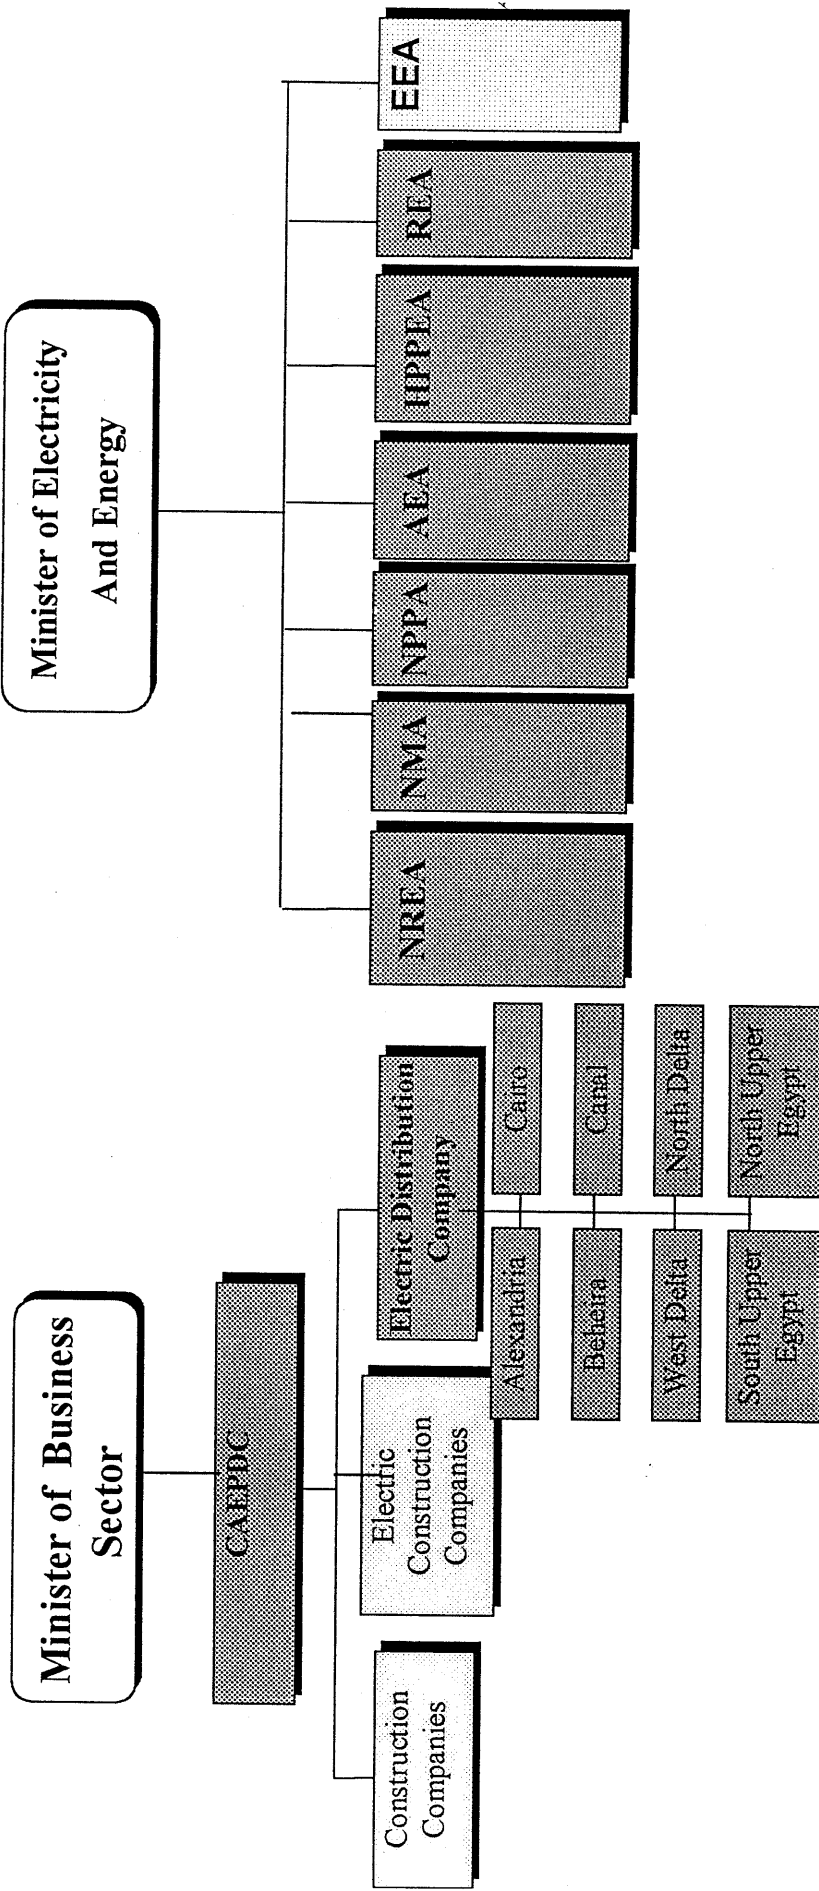 Minister of Business
Sector
Minister of Electricity
And Energy
CAEPDC
Construction
Companies
Electric
Construction
Companies
Electric Distribution
Company
NREA
NMA
NPPA
AEA
HPPEA
REA
EEA
Alexandria
Cairo
Beheira
Canal
West Delta
North Delta
South Upper
Egypt
North Upper
Egypt